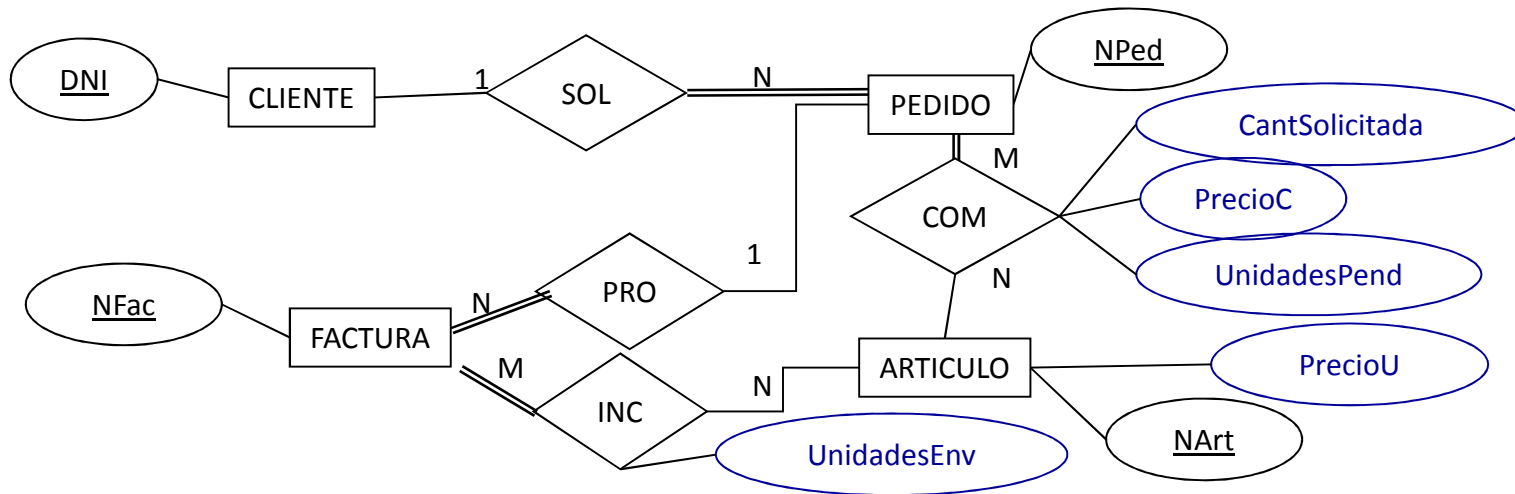 DNI
CLIENTE
1
SOL
N
PEDIDO
NPed
CantSolicitada
M
PrecioC
COM
UnidadesPend
N
NFac
FACTURA
N
PRO
1
M
INC
N
ARTICULO
PrecioU
NArt
UnidadesEnv